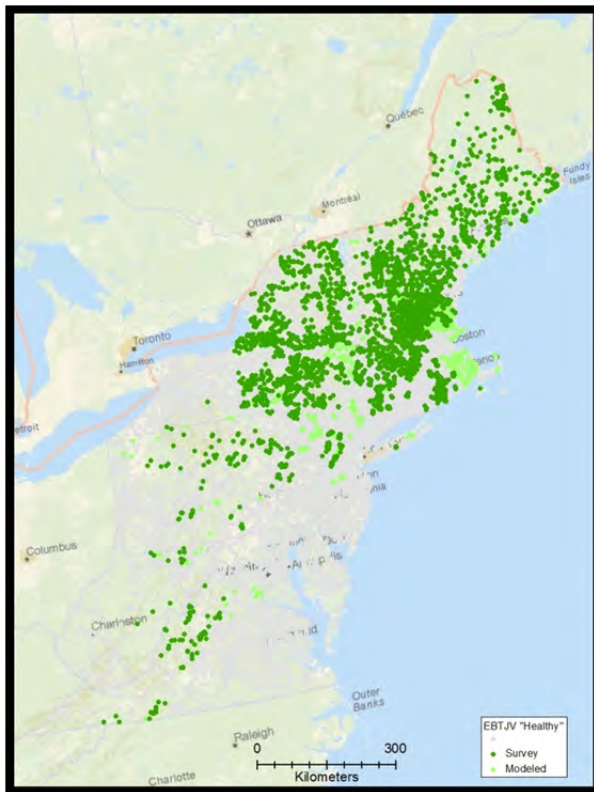 Québec
Fundy
Isles
Montréal
Ottawa
Toronto
Hamilton
Boston
etroit
Columbus
Charleston
Outer
Banks
Raleigh
Charlotte
EBTJV "Healthy"
Survey
Modeled
0 300
Kilometers